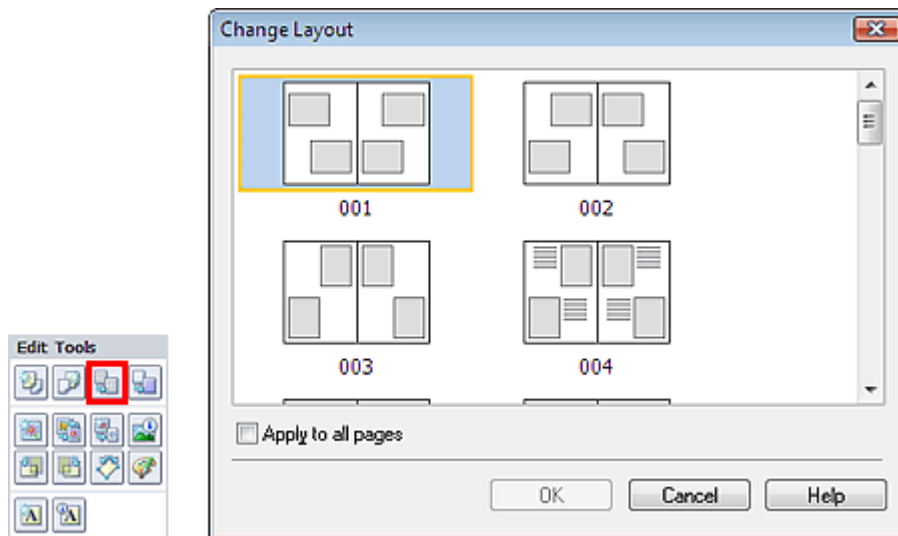 Change Layout
001 002
003 004
Edit Tools
Apply to all pages
OK Cancel Help
A A